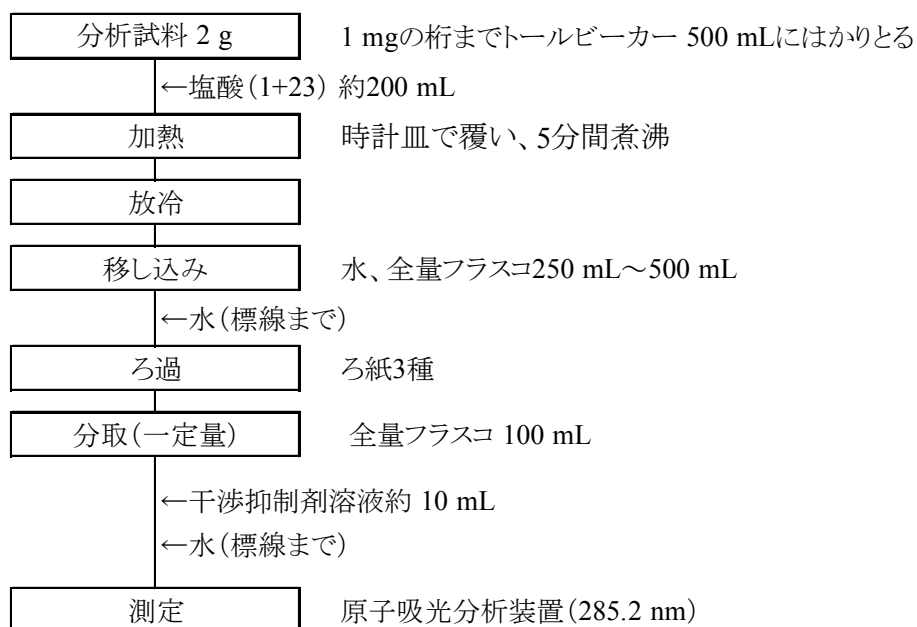 分析試料 2 g 1 mgの桁までトールビーカー 500 mLにはかりとる
←塩酸(1+23) 約200 mL
加熱 時計皿で覆い、5分間煮沸
放冷
移し込み 水、全量フラスコ250 mL~500 mL
←水(標線まで)
ろ過 ろ紙3種
分取(一定量) 全量フラスコ 100 mL
←干渉抑制剤溶液約 10 mL
←水(標線まで)
測定 原子吸光分析装置(285.2 nm)